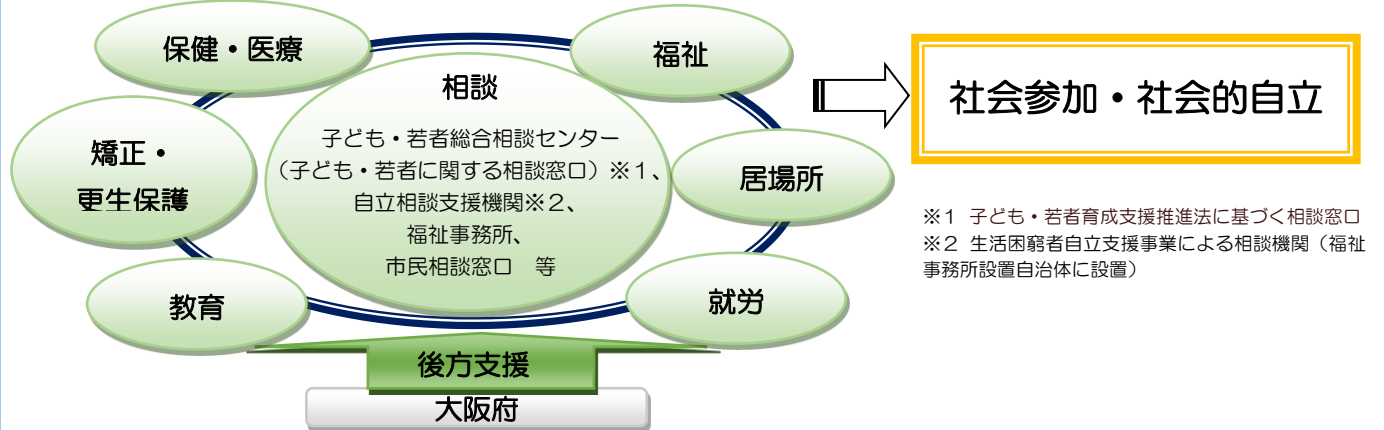 保健・医療
福祉
相談
子ども・若者総合相談センター
（子ども・若者に関する相談窓口）※１、
自立相談支援機関※２、
福祉事務所、
市民相談窓口　等
矯正・
更生保護
居場所
教育
就労
後方支援
大阪府
社会参加・社会的自立
※１ 子ども・若者育成支援推進法に基づく相談窓口
※２ 生活困窮者自立支援事業による相談機関（福祉
事務所設置自治体に設置）